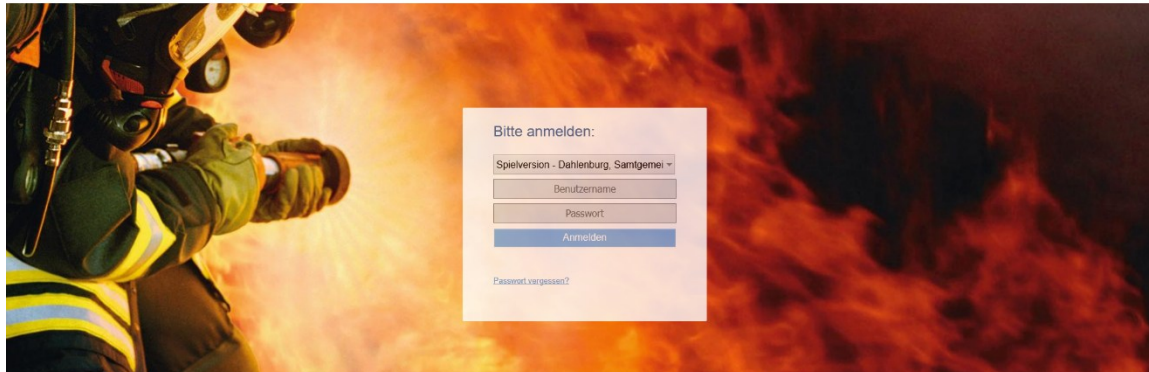 Bitte anmelden:
Spielversion - Dahlenburg, Samtgemei
Benutzername
Passwort
Anmelden
Passwort vergessen?